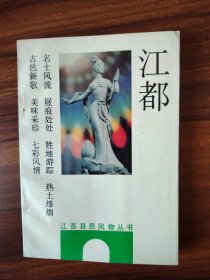 江都
名士风流 屐痕处处 胜地游踪 热土烽烟
古邑新歌 美味采珍 七彩风情
江苏县邑风物丛书